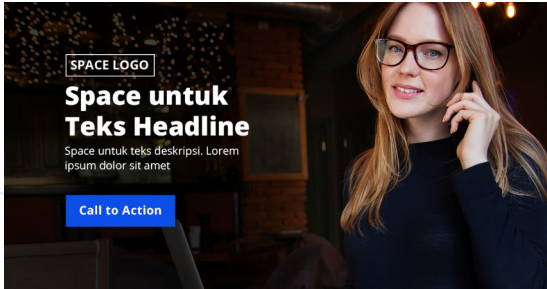 SPACE LOGO
Space untuk
Teks Headline
Space untuk teks deskripsi. Lorem
ipsum dolor sit amet
Call to Action